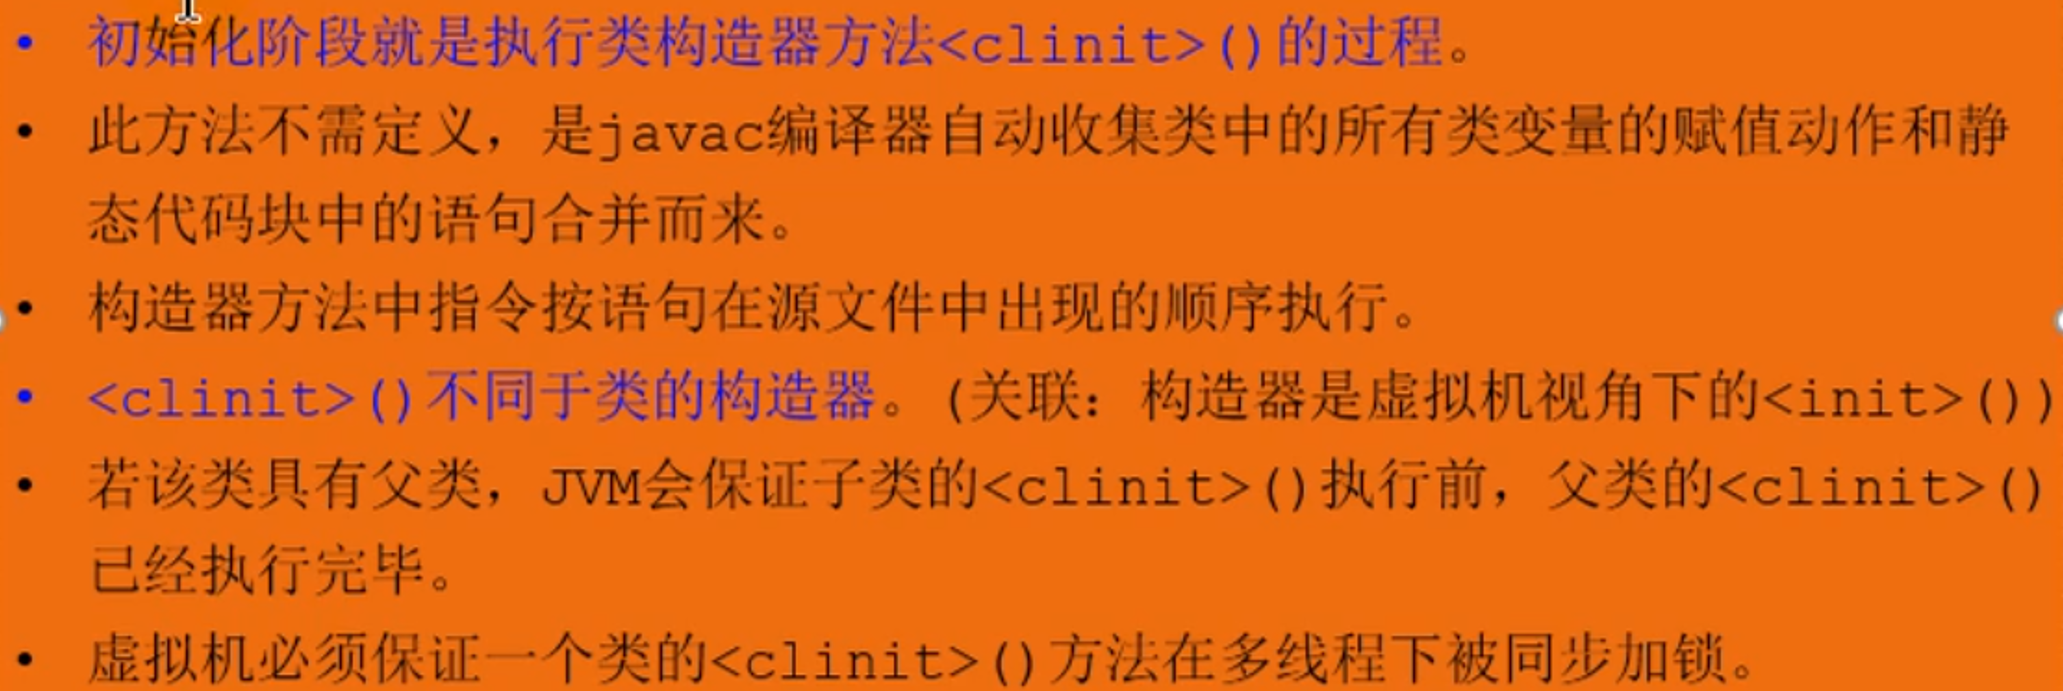 • 初始化阶段就是执行类构造器方法<clinit>()的过程。
• 此方法不需定义，是javac编译器自动收集类中的所有类变量的赋值动作和静
态代码块中的语句合并而来。
• 构造器方法中指令按语句在源文件中出现的顺序执行。
• <clinit>()不同于类的构造器。(关联：构造器是虚拟机视角下的<init>())
• 若该类具有父类，JVM会保证子类的<clinit>()执行前，父类的<clinit>()
已经执行完毕。
• 虚拟机必须保证一个类的<clinit>()方法在多线程下被同步加锁。